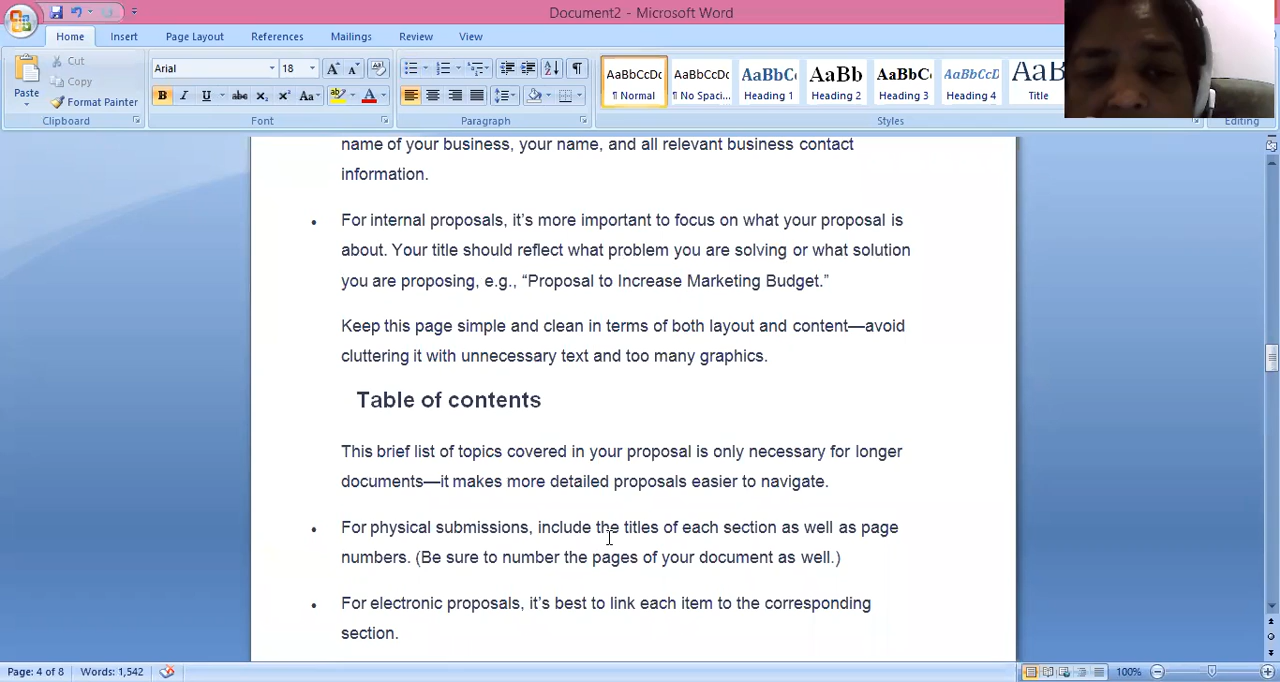 Document2 - Microsoft Word
Home Insert Page Layout References Mailings Review View
Paste
Cut
Copy
Format Painter
Clipboard
Arial 18
Font
Paragraph
AaBbCcDc AaBbCcDc AaBbC AaBb AaBbC AaBbCcD AaB
¶ Normal ¶ No Spaci... Heading 1 Heading 2 Heading 3 Heading 4 Title
Styles
Editing
name of your business, your name, and all relevant business contact
information.
• For internal proposals, it’s more important to focus on what your proposal is
about. Your title should reflect what problem you are solving or what solution
you are proposing, e.g., “Proposal to Increase Marketing Budget.”
Keep this page simple and clean in terms of both layout and content—avoid
cluttering it with unnecessary text and too many graphics.
Table of contents
This brief list of topics covered in your proposal is only necessary for longer
documents—it makes more detailed proposals easier to navigate.
• For physical submissions, include the titles of each section as well as page
numbers. (Be sure to number the pages of your document as well.)
• For electronic proposals, it’s best to link each item to the corresponding
section.
Page: 4 of 8 Words: 1,542 100%